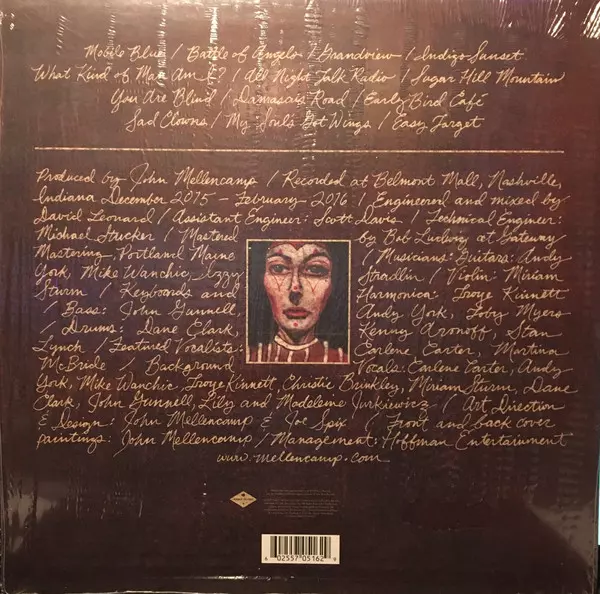 Mobile Blue / Battle of Angels / Grandview / Indigo Sunset
What Kind of Man Am I? / All Night Talk Radio / Sugar Hill Mountain
You Are Blind / Damascus Road / Early Bird Café
Sad Clowns / My Soul's Got Wings / Easy Target
Produced by John Mellencamp / Recorded at Belmont Mall, Nashville,
Indiana December 2015 - February 2016 / Engineered and mixed by
David Leonard / Assistant Engineer: Scott Davis / Technical Engineer:
Michael Stucker / Mastered by Bob Ludwig at Gateway
Mastering Portland Maine / Musicians: Guitars: Andy
York, Mike Wanchic, Izzy Stradlin / Violin: Miriam
Sturm / Keyboards and Harmonica: Troye Kinnett
/ Bass: John Gunnell, Andy York, Toby Myers
/ Drums: Dane Clark, Kenny Aronoff, Stan
Lynch / Featured Vocalists: Carlene Carter, Martina
McBride / Background Vocals: Carlene Carter, Andy
York, Mike Wanchic, Troye Kinnett, Christie Brinkley, Miriam Sturm, Dane
Clark, John Gunnell, Lily and Madeleine Jurkiewicz / Art Direction
& Design: John Mellencamp & Joe Spix / Front and back cover
paintings: John Mellencamp / Management: Hoffman Entertainment
www.mellencamp.com
6 02557 05162 8